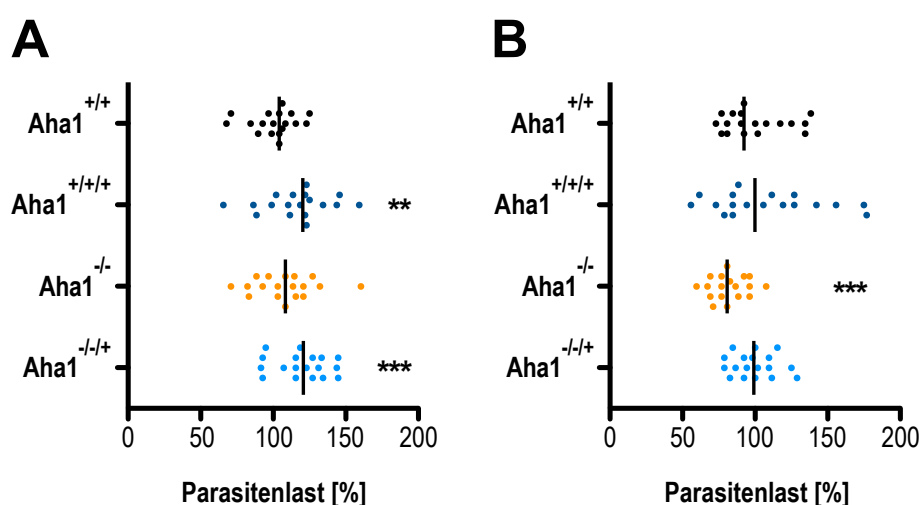 A
Aha1+/+
Aha1+/+/+
**
Aha1-/-
Aha1-/-/+
***
0 50 100 150 200
Parasitenlast [%]
B
Aha1+/+
Aha1+/+/+
Aha1-/-
***
Aha1-/-/+
0 50 100 150 200
Parasitenlast [%]